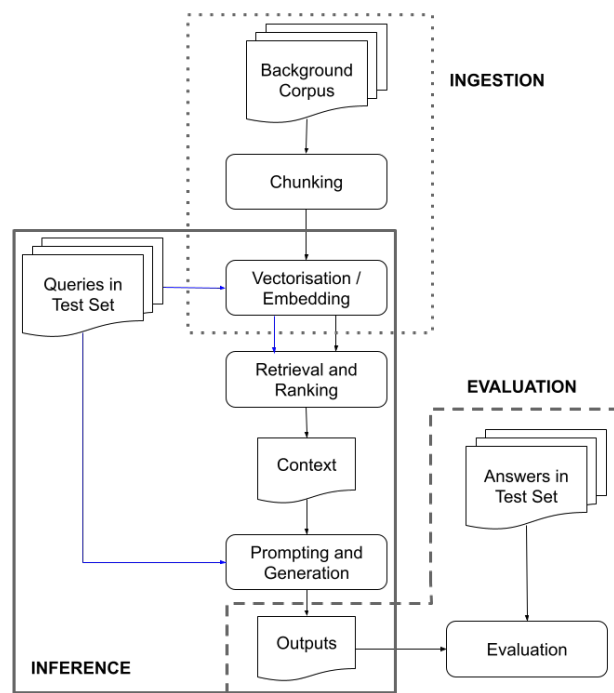 Background
Corpus
INGESTION
Chunking
Queries in
Test Set
Vectorisation /
Embedding
Retrieval and
Ranking
EVALUATION
Context
Answers in
Test Set
Prompting and
Generation
Outputs
Evaluation
INFERENCE